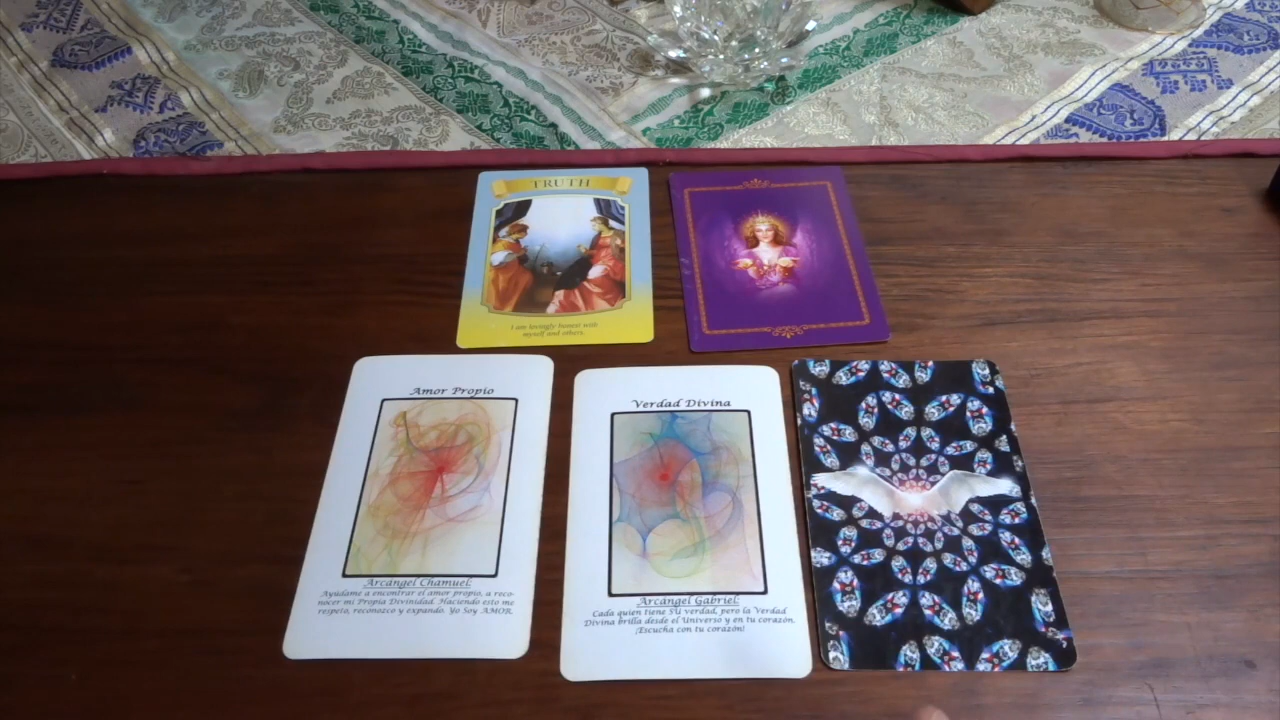 TRUTH
I am lovingly honest with
myself and others.
Amor Propio
Arcángel Chamuel:
Ayúdame a encontrar el amor propio, a reco-
nocer mi Propia Divinidad. Haciendo esto me
respeto, reconozco y expando. Yo Soy AMOR.
Verdad Divina
Arcángel Gabriel:
Cada quien tiene SU verdad, pero la Verdad
Divina brilla desde el Universo y en tu corazón.
¡Escucha con tu corazón!